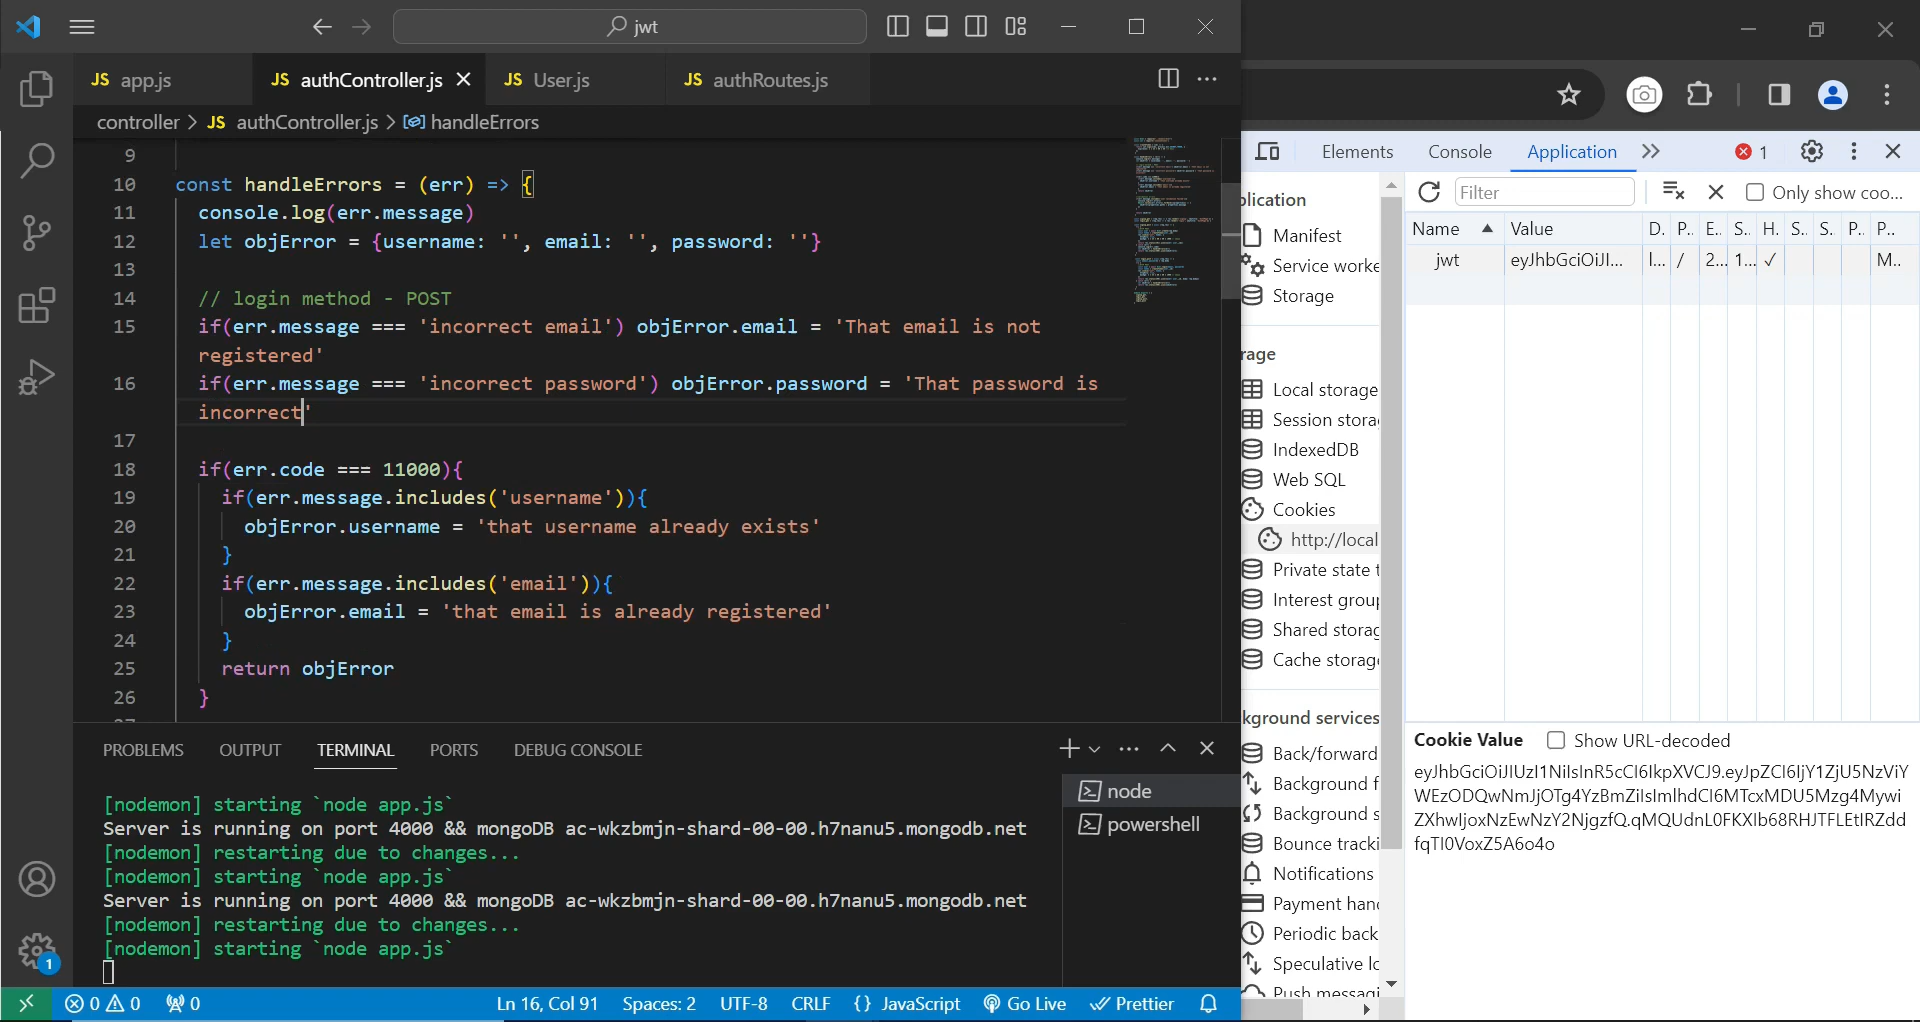 jwt
JS app.js
JS authController.js
JS User.js
JS authRoutes.js
controller > JS authController.js > handleErrors
9
10 const handleErrors = (err) => {
11 console.log(err.message)
12 let objError = {username: '', email: '', password: ''}
13
14 // login method - POST
15 if(err.message === 'incorrect email') objError.email = 'That email is not
registered'
16 if(err.message === 'incorrect password') objError.password = 'That password is
incorrect'
17
18 if(err.code === 11000){
19 if(err.message.includes('username')){
20 objError.username = 'that username already exists'
21 }
22 if(err.message.includes('email')){
23 objError.email = 'that email is already registered'
24 }
25 return objError
26 }
PROBLEMS OUTPUT TERMINAL PORTS DEBUG CONSOLE
[nodemon] starting `node app.js`
Server is running on port 4000 && mongoDB ac-wkzbmjn-shard-00-00.h7nanu5.mongodb.net
[nodemon] restarting due to changes...
[nodemon] starting `node app.js`
Server is running on port 4000 && mongoDB ac-wkzbmjn-shard-00-00.h7nanu5.mongodb.net
[nodemon] restarting due to changes...
[nodemon] starting `node app.js`
node
powershell
1
0 0 0 Ln 16, Col 91 Spaces: 2 UTF-8 CRLF {} JavaScript Go Live Prettier
Elements Console Application 1
plication
Manifest
Service worke
Storage
rage
Local storage
Session stora
IndexedDB
Web SQL
Cookies
http://local
Private state t
Interest group
Shared storag
Cache storage
kground services
Back/forward
Background f
Background s
Bounce tracki
Notifications
Payment hand
Periodic back
Speculative lo
Push messagi
Filter Only show coo...
Name Value D. P.. E.. S.. H. S.. S.. P.. P..
jwt eyJhbGciOiJI... l... / 2... 1... ✓ M..
Cookie Value Show URL-decoded